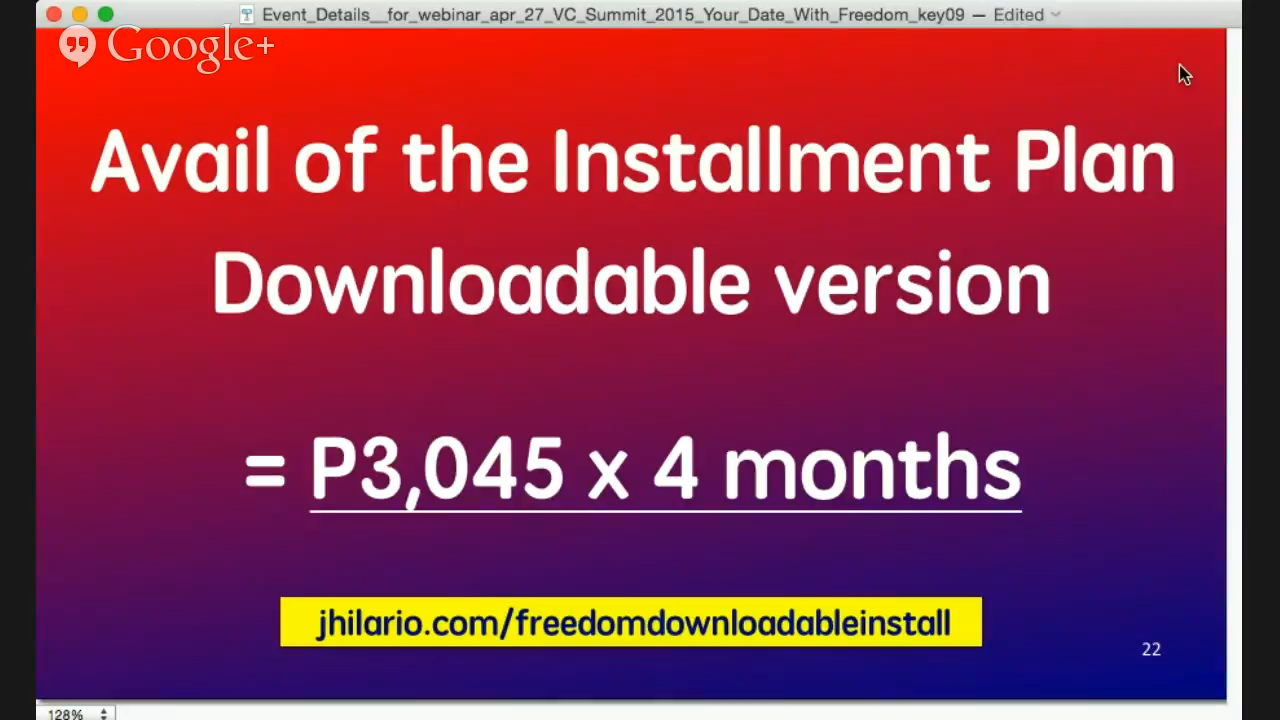 Event_Details__for_webinar_apr_27_VC_Summit_2015_Your_Date_With_Freedom_key09 — Edited
Google+
Avail of the Installment Plan
Downloadable version
= P3,045 x 4 months
jhilario.com/freedomdownloadableinstall
22
128%